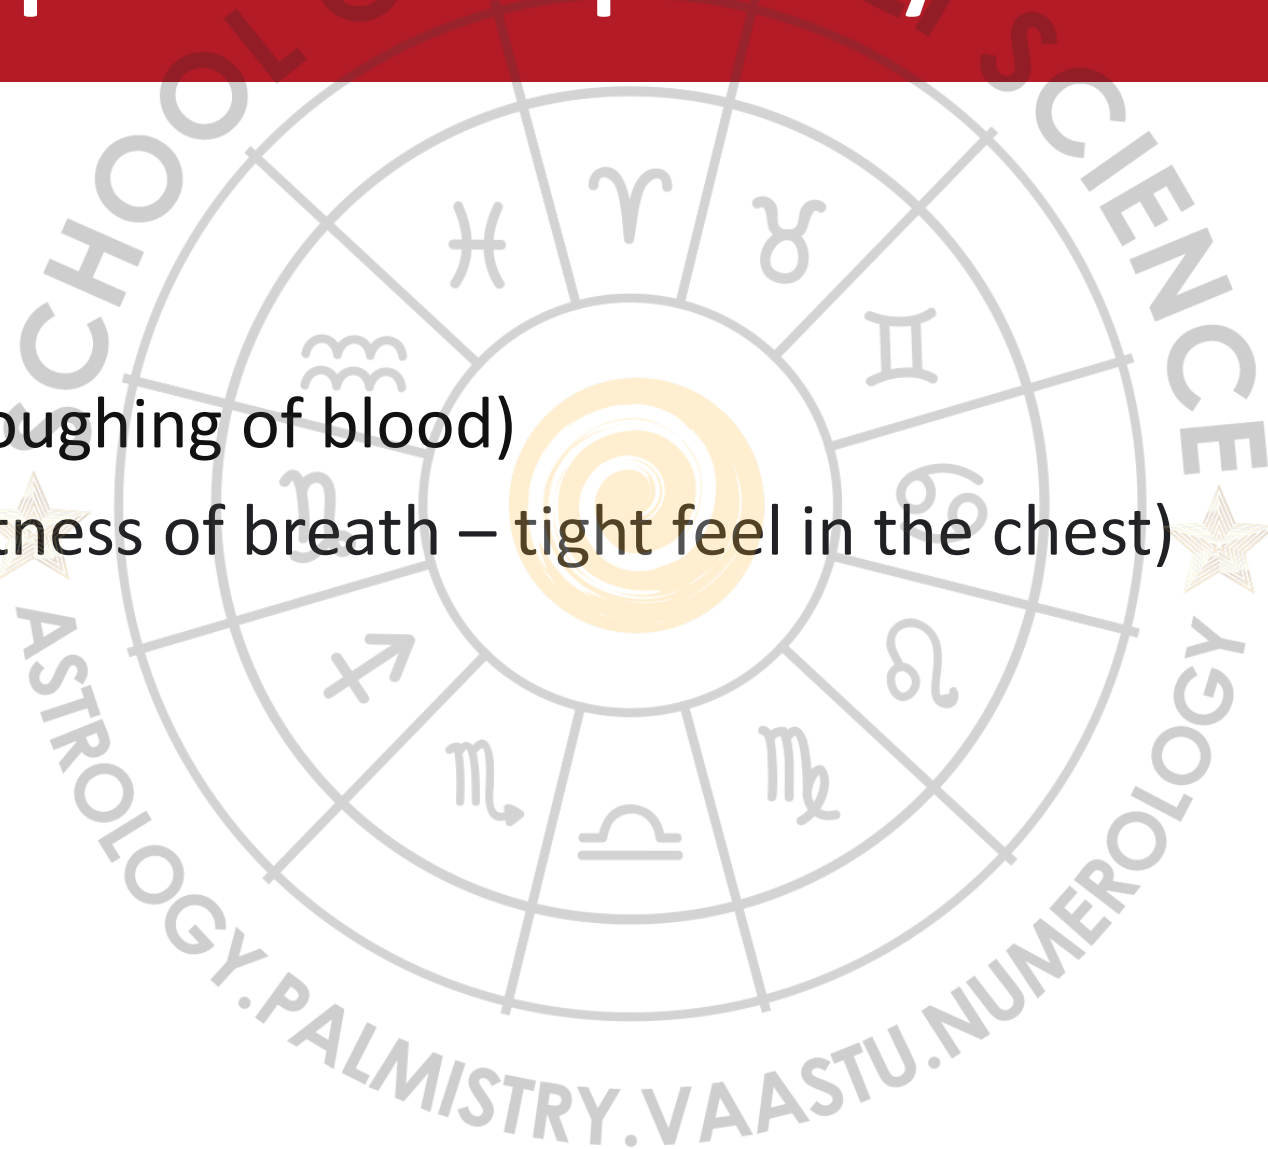 SCHOOL
SCIENCE
oughing of blood)
tness of breath – tight feel in the chest)
ASTROLOGY.PALMISTRY.VAASTU.NUMEROLOGY